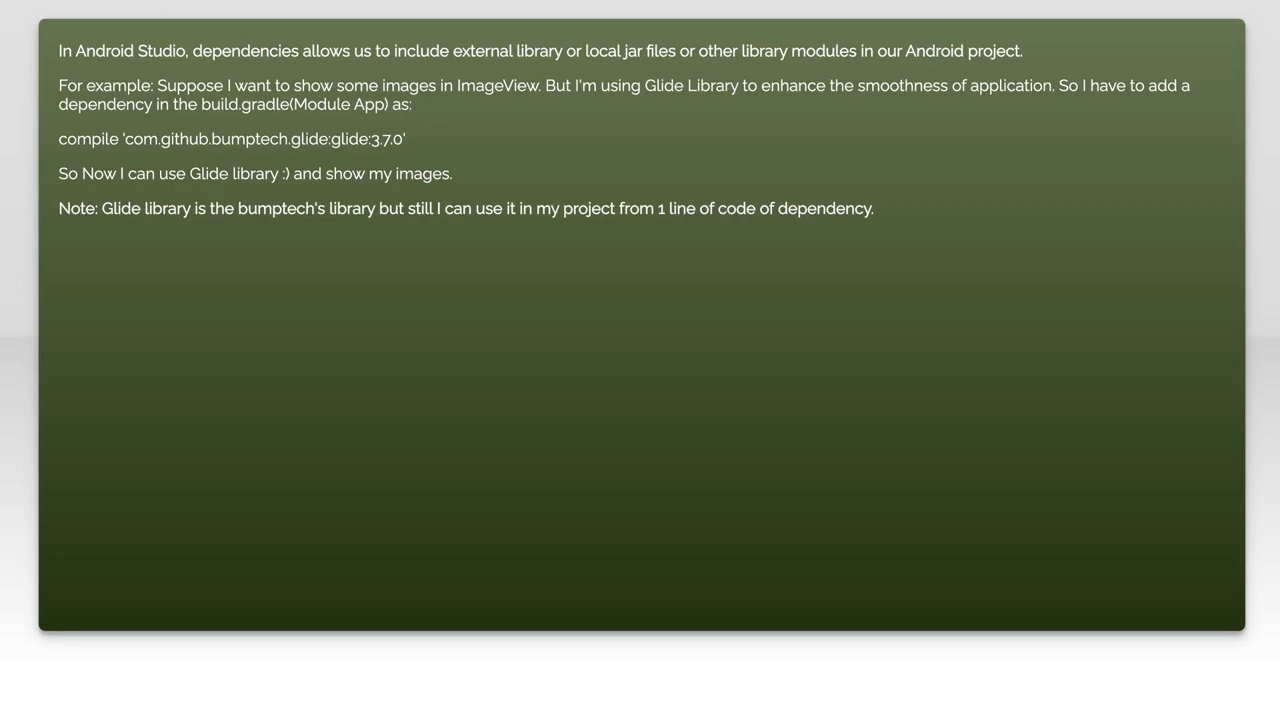 In Android Studio, dependencies allows us to include external library or local jar files or other library modules in our Android project.
For example: Suppose I want to show some images in ImageView. But I'm using Glide Library to enhance the smoothness of application. So I have to add a
dependency in the build.gradle(Module App) as:
compile 'com.github.bumptech.glide:glide:3.7.0'
So Now I can use Glide library :) and show my images.
Note: Glide library is the bumptech's library but still I can use it in my project from 1 line of code of dependency.